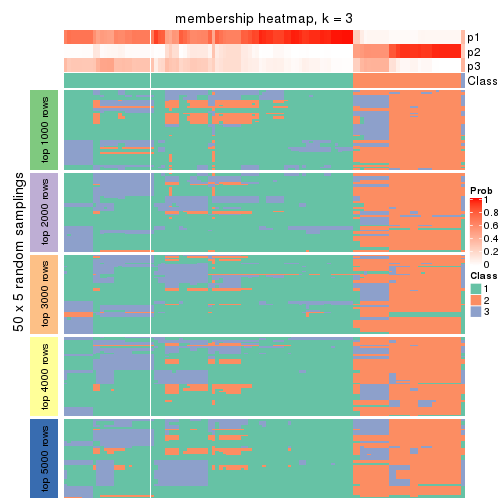 membership heatmap, k = 3
p1
p2
p3
Class
50 x 5 random samplings
top 1000 rows
top 2000 rows
top 3000 rows
top 4000 rows
top 5000 rows
Prob
1
0.8
0.6
0.4
0.2
0
Class
1
2
3